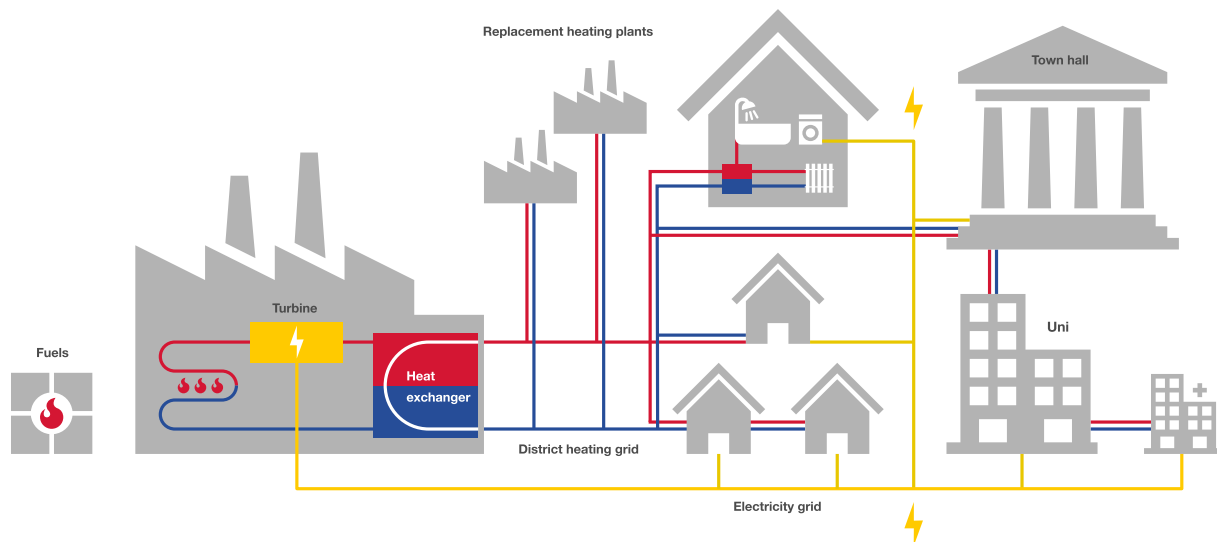 Replacement heating plants
Town hall
Turbine
Uni
Fuels
Heat
exchanger
District heating grid
Electricity grid